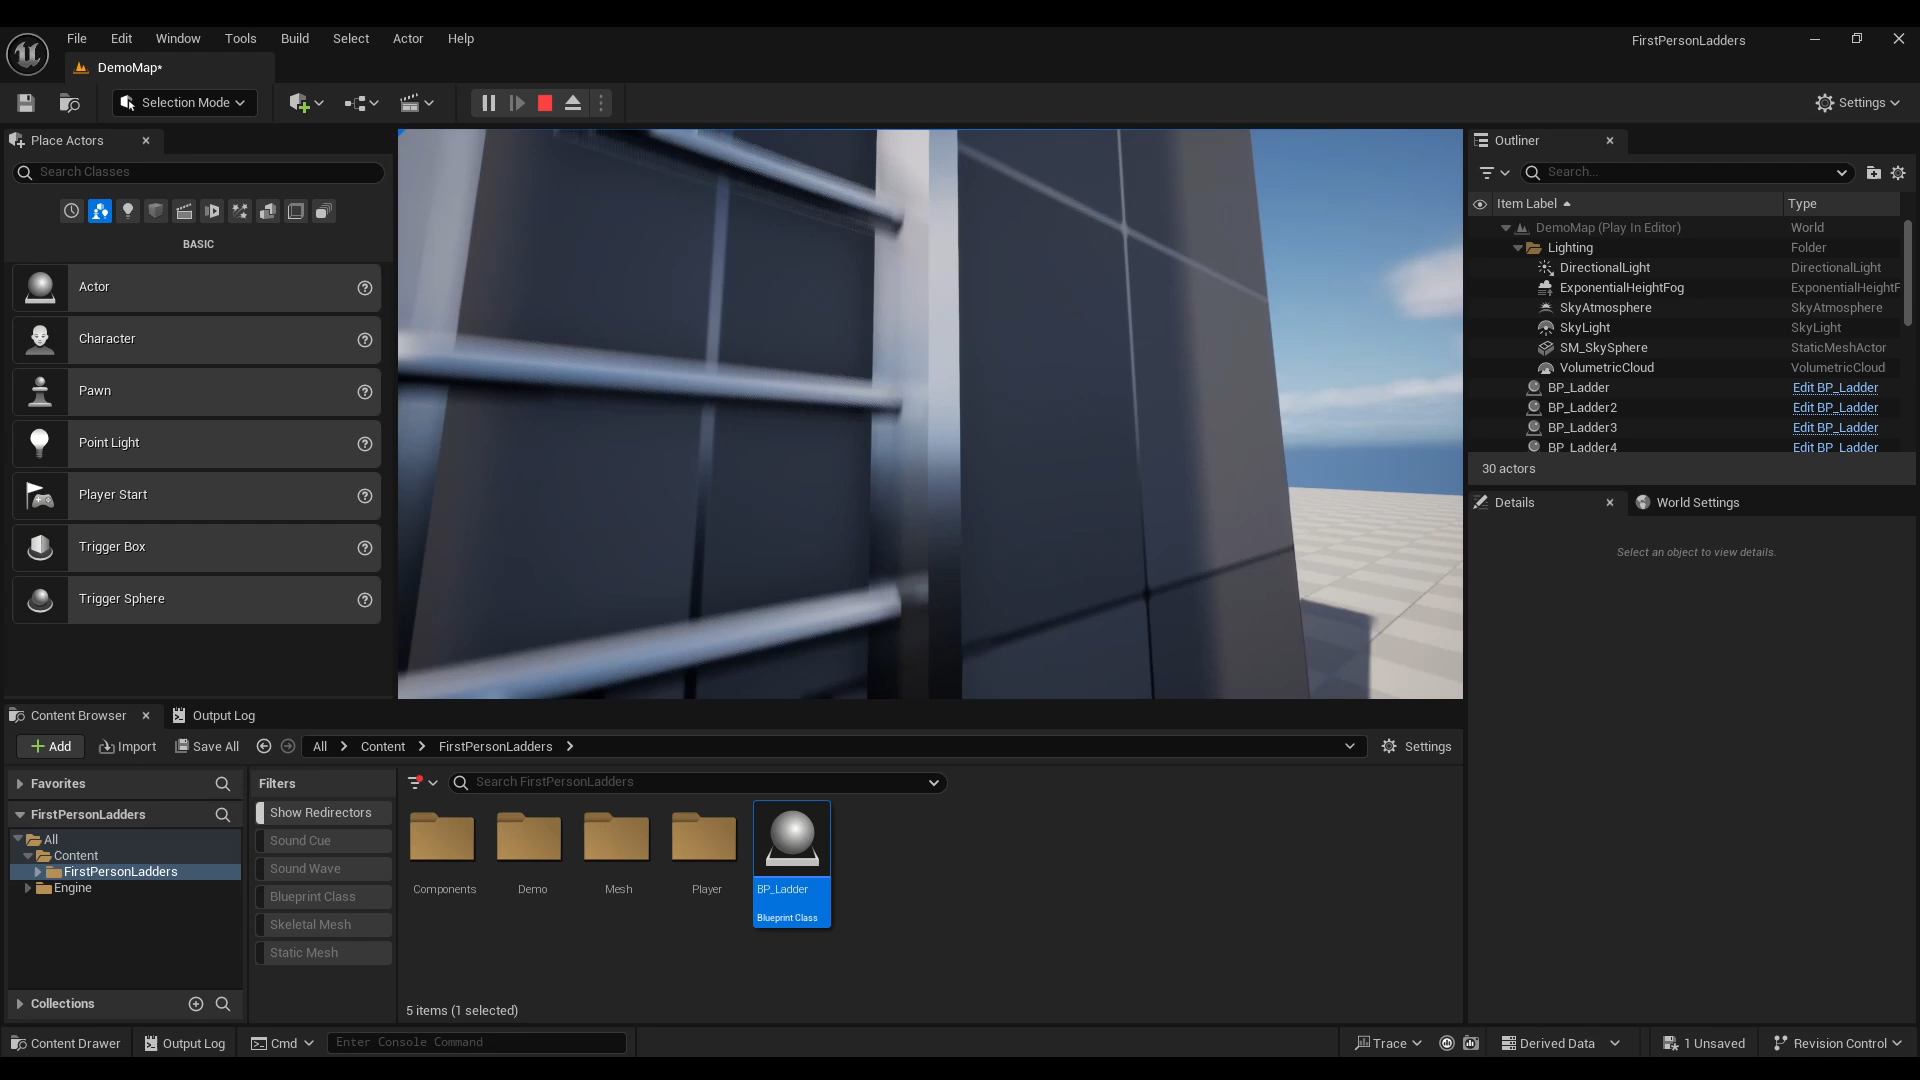 File Edit Window Tools Build Select Actor Help
FirstPersonLadders
DemoMap*
Selection Mode
Settings
Place Actors
Search Classes
BASIC
Actor
Character
Pawn
Point Light
Player Start
Trigger Box
Trigger Sphere
Outliner
Search...
Item Label Type
DemoMap (Play In Editor) World
Lighting Folder
DirectionalLight DirectionalLight
ExponentialHeightFog ExponentialHeightF
SkyAtmosphere SkyAtmosphere
SkyLight SkyLight
SM_SkySphere StaticMeshActor
VolumetricCloud VolumetricCloud
BP_Ladder Edit BP_Ladder
BP_Ladder2 Edit BP_Ladder
BP_Ladder3 Edit BP_Ladder
BP_Ladder4 Edit BP_Ladder
30 actors
Details World Settings
Select an object to view details.
Content Browser Output Log
Add Import Save All All Content FirstPersonLadders Settings
Favorites
FirstPersonLadders
All
Content
FirstPersonLadders
Engine
Collections
Filters
Show Redirectors
Sound Cue
Sound Wave
Blueprint Class
Skeletal Mesh
Static Mesh
Search FirstPersonLadders
Components Demo Mesh Player BP_Ladder
Blueprint Class
5 items (1 selected)
Content Drawer Output Log Cmd Enter Console Command Trace Derived Data 1 Unsaved Revision Control